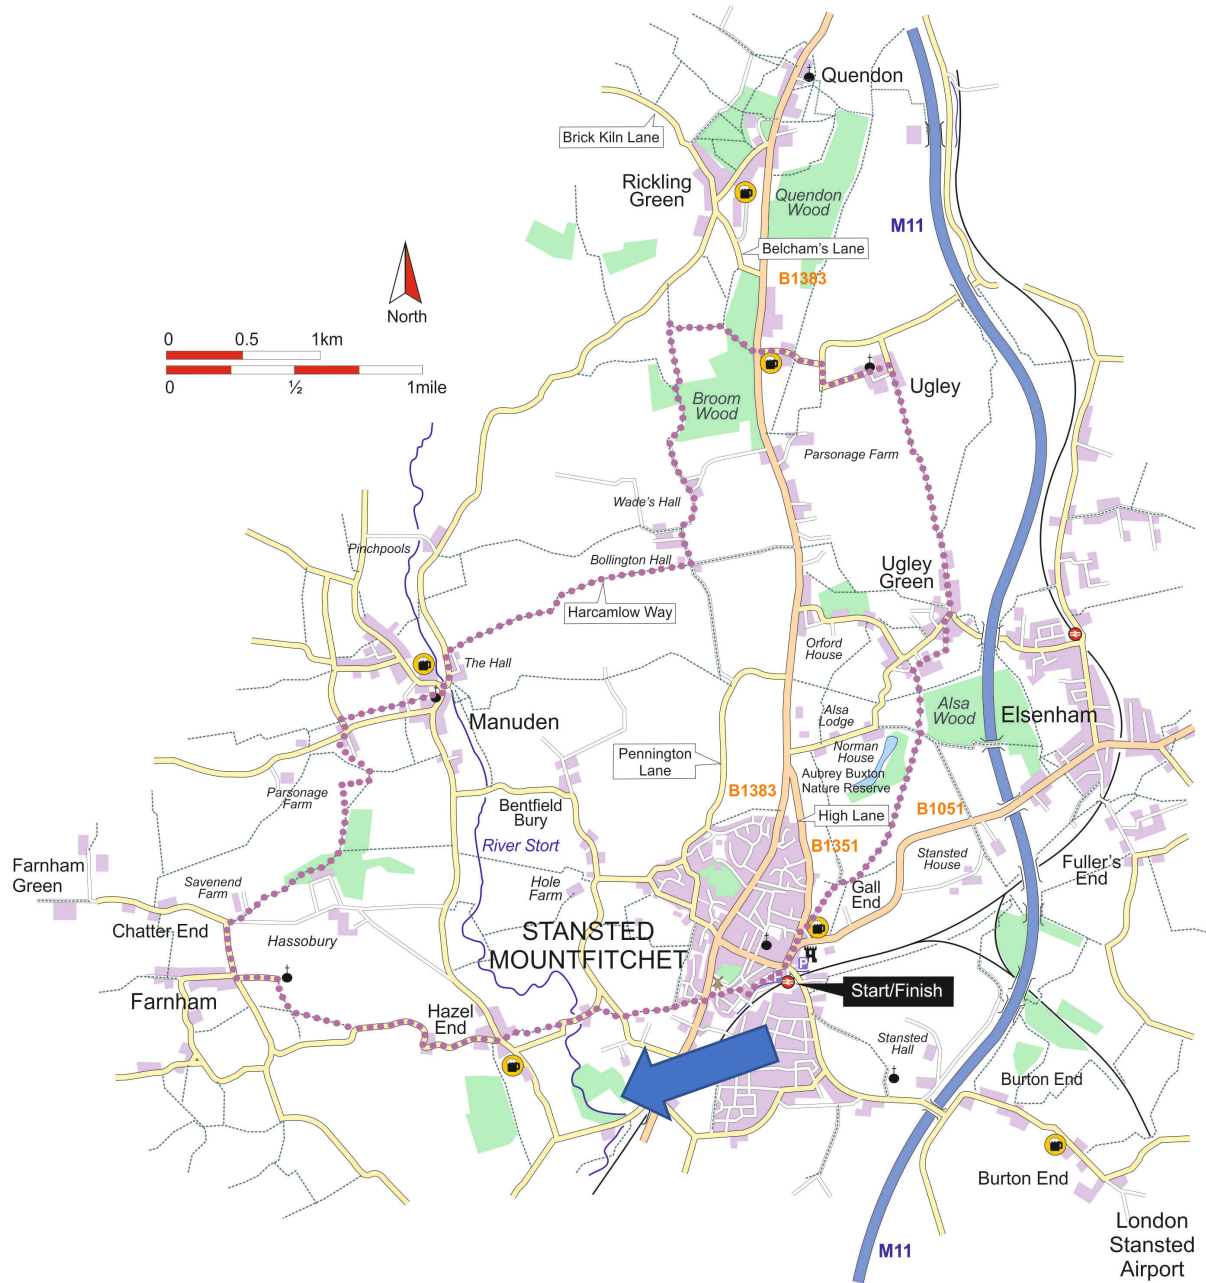 Quendon
Brick Kiln Lane
Rickling
Green
Quendon
Wood
M11
Belcham's Lane
B1383
North
0 0.5 1km
0 ½ 1mile
Ugley
Broom
Wood
Parsonage Farm
Wade's Hall
Pinchpools
Bollington Hall
Ugley
Green
Harcamlow Way
Orford
House
The Hall
Manuden
Alsa
Lodge
Alsa
Wood
Elsenham
Norman
House
Pennington
Lane
Aubrey Buxton
Nature Reserve
Parsonage
Farm
Bentfield
Bury
B1383
High Lane
B1051
River Stort
B1351
Stansted
House
Fuller's
End
Farnham
Green
Savenend
Farm
Hole
Farm
Gall
End
Chatter End
Hassobury
STANSTED
MOUNTFITCHET
P
P
Start/Finish
Farnham
Hazel
End
Stansted
Hall
Burton End
Burton End
London
Stansted
Airport
M11